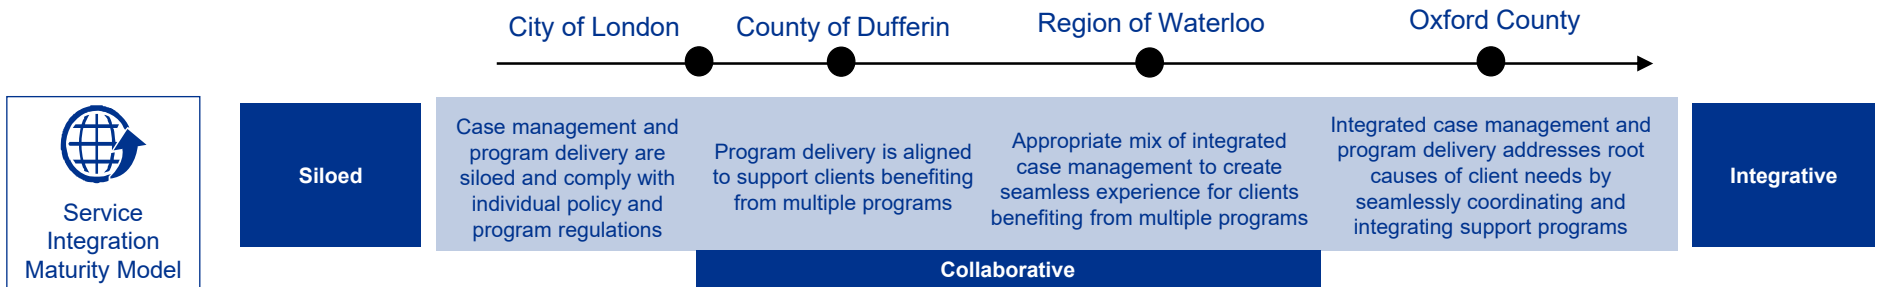 City of London
County of Dufferin
Region of Waterloo
Oxford County
Service
Integration
Maturity Model
Siloed
Case management and
program delivery are
siloed and comply with
individual policy and
program regulations
Program delivery is aligned
to support clients benefiting
from multiple programs
Appropriate mix of integrated
case management to create
seamless experience for clients
benefiting from multiple programs
Integrated case management and
program delivery addresses root
causes of client needs by
seamlessly coordinating and
integrating support programs
Integrative
Collaborative